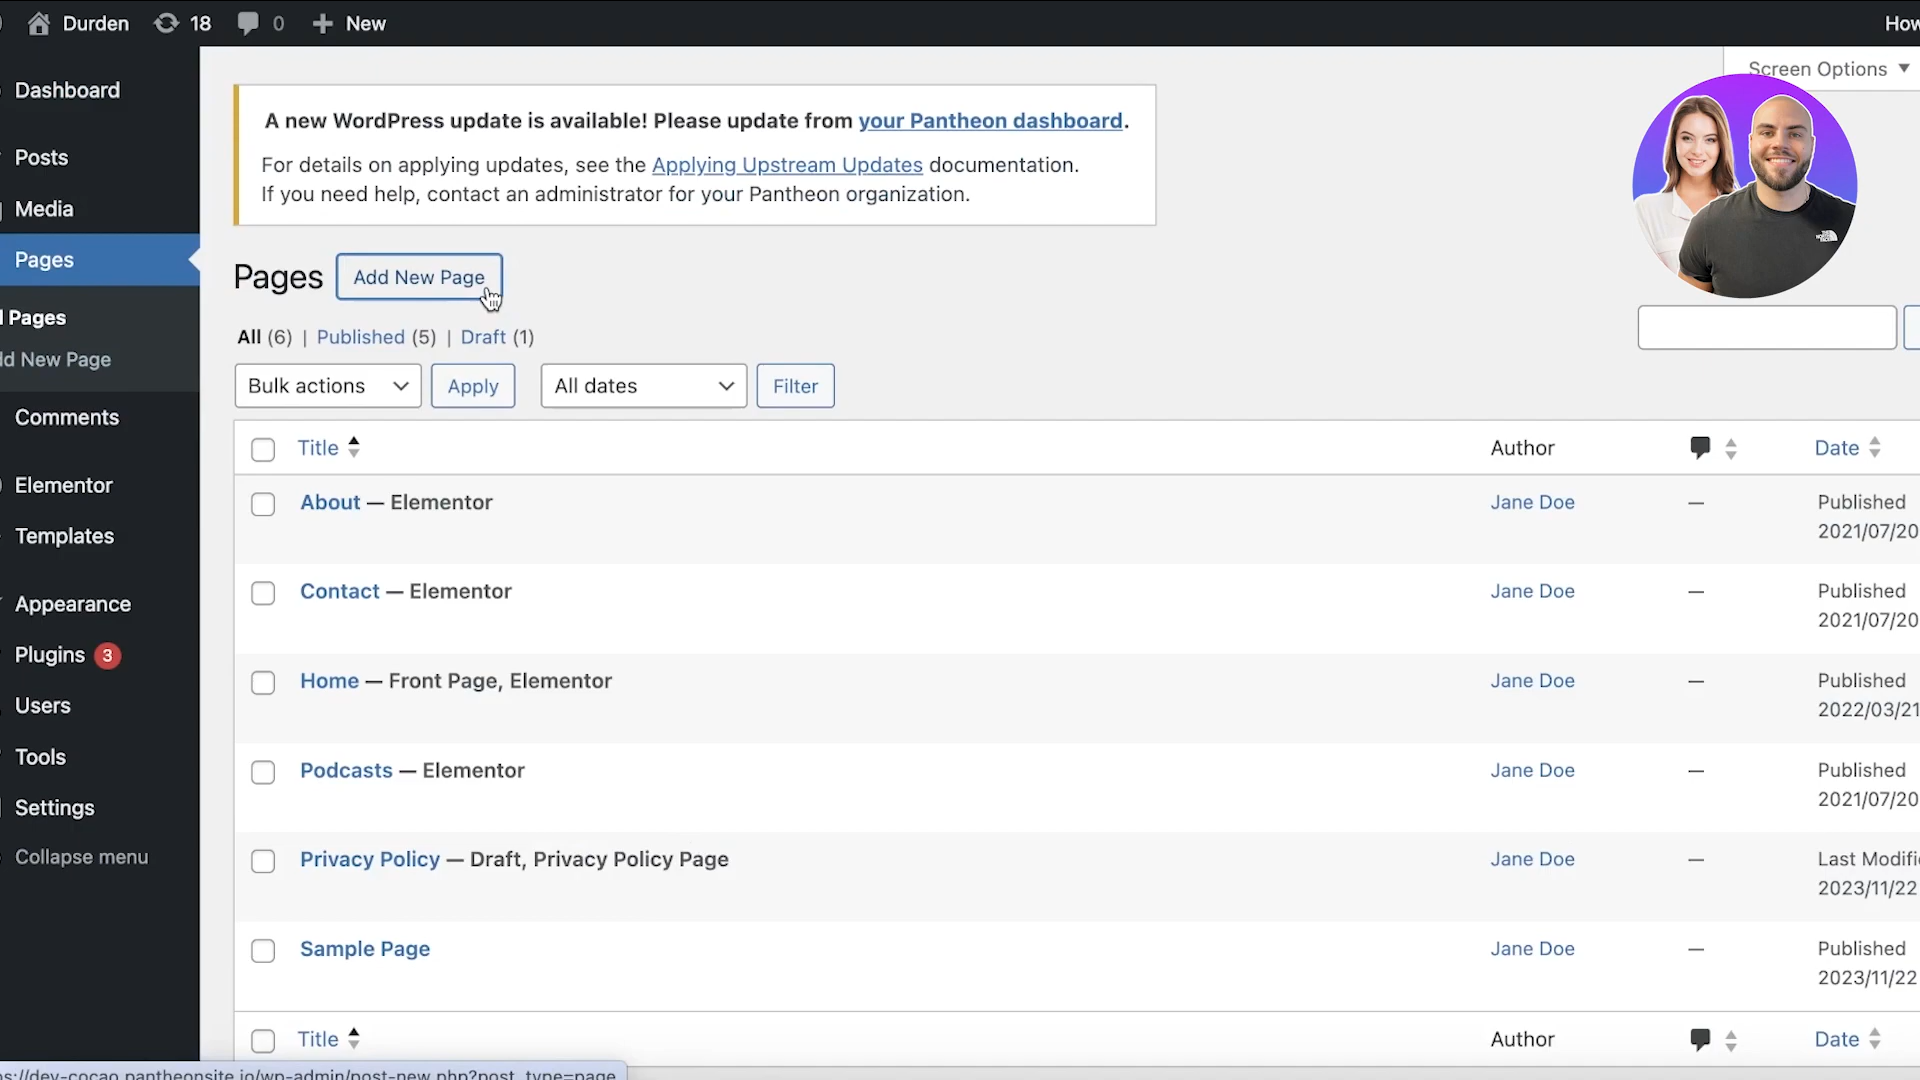 Durden 18 0 New How
Screen Options
Dashboard
Posts
Media
Pages
Pages
dd New Page
Comments
Elementor
Templates
Appearance
Plugins 3
Users
Tools
Settings
Collapse menu
A new WordPress update is available! Please update from your Pantheon dashboard.
For details on applying updates, see the Applying Upstream Updates documentation.
If you need help, contact an administrator for your Pantheon organization.
THE NORTH FACE
Pages Add New Page
All (6) | Published (5) | Draft (1)
Bulk actions Apply All dates Filter
Title Author Date
About — Elementor Jane Doe — Published
2021/07/20
Contact — Elementor Jane Doe — Published
2021/07/20
Home — Front Page, Elementor Jane Doe — Published
2022/03/21
Podcasts — Elementor Jane Doe — Published
2021/07/20
Privacy Policy — Draft, Privacy Policy Page Jane Doe — Last Modifi
2023/11/22
Sample Page Jane Doe — Published
2023/11/22
Title Author Date
os://dev-cocao.pantheonsite.io/wp-admin/post-new.php?post_type=page